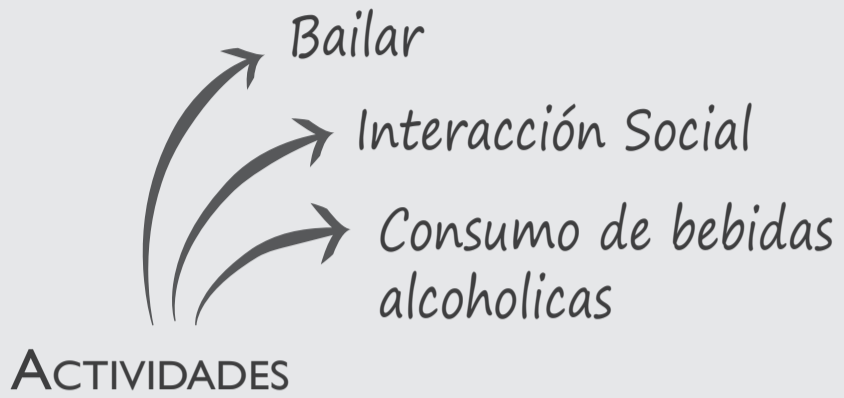 Bailar
Interacción Social
Consumo de bebidas
alcoholicas
ACTIVIDADES